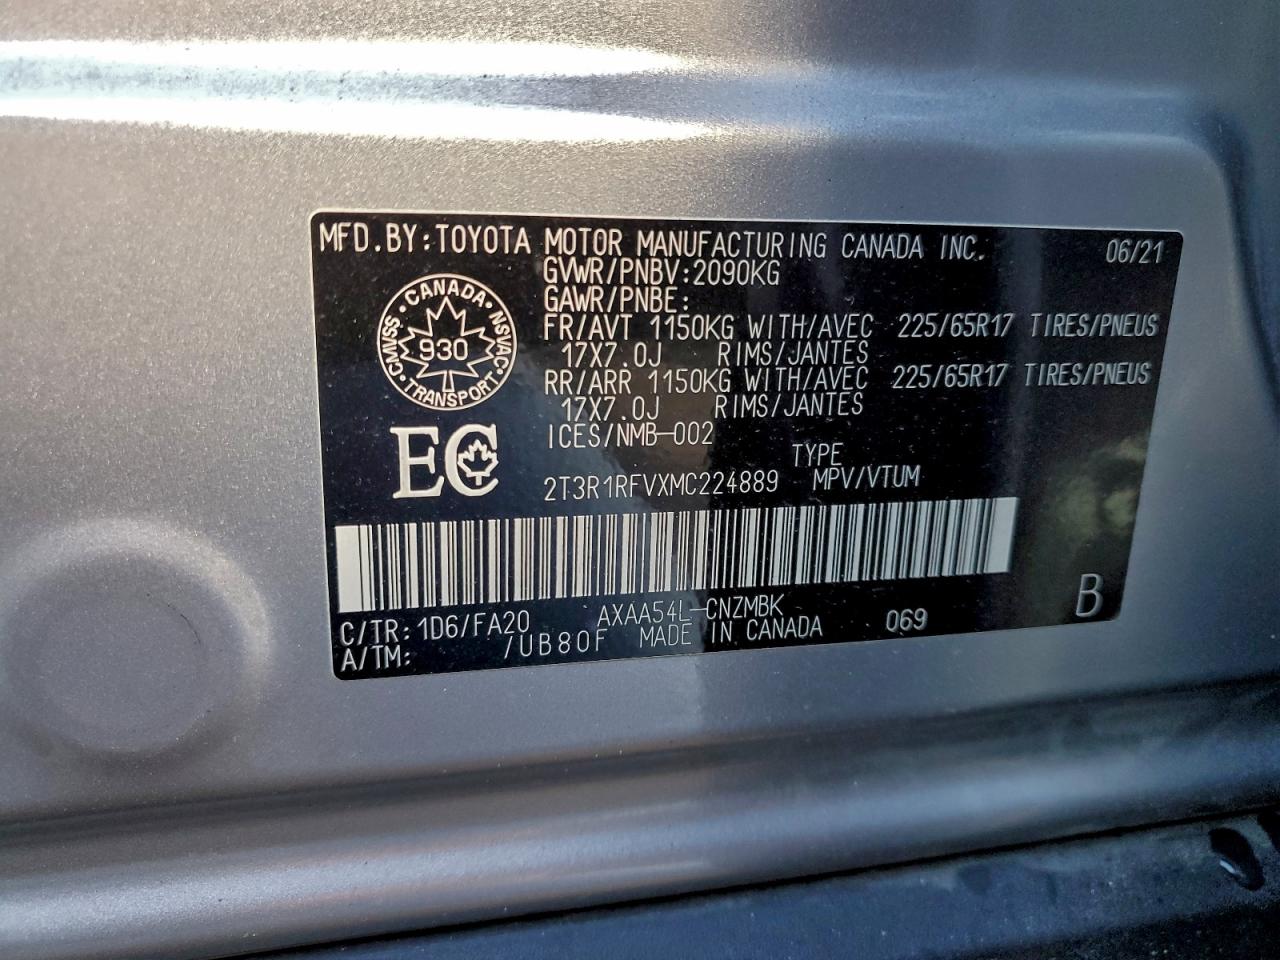 MFD.BY:TOYOTA MOTOR MANUFACTURING CANADA INC. 06/21
GVWR/PNBV:2090KG
GAWR/PNBE:
FR/AVT 1150KG WITH/AVEC 225/65R17 TIRES/PNEUS
17X7.0J RIMS/JANTES
RR/ARR 1150KG WITH/AVEC 225/65R17 TIRES/PNEUS
17X7.0J RIMS/JANTES
ICES/NMB-002
CANADA
CMVSS 930 NSVAC
TRANSPORT
EC
TYPE
2T3R1RFVXMC224889 MPV/VTUM
C/TR: 1D6/FA20 AXAA54L-CNZMBK 069 B
A/TM: /UB80F MADE IN CANADA